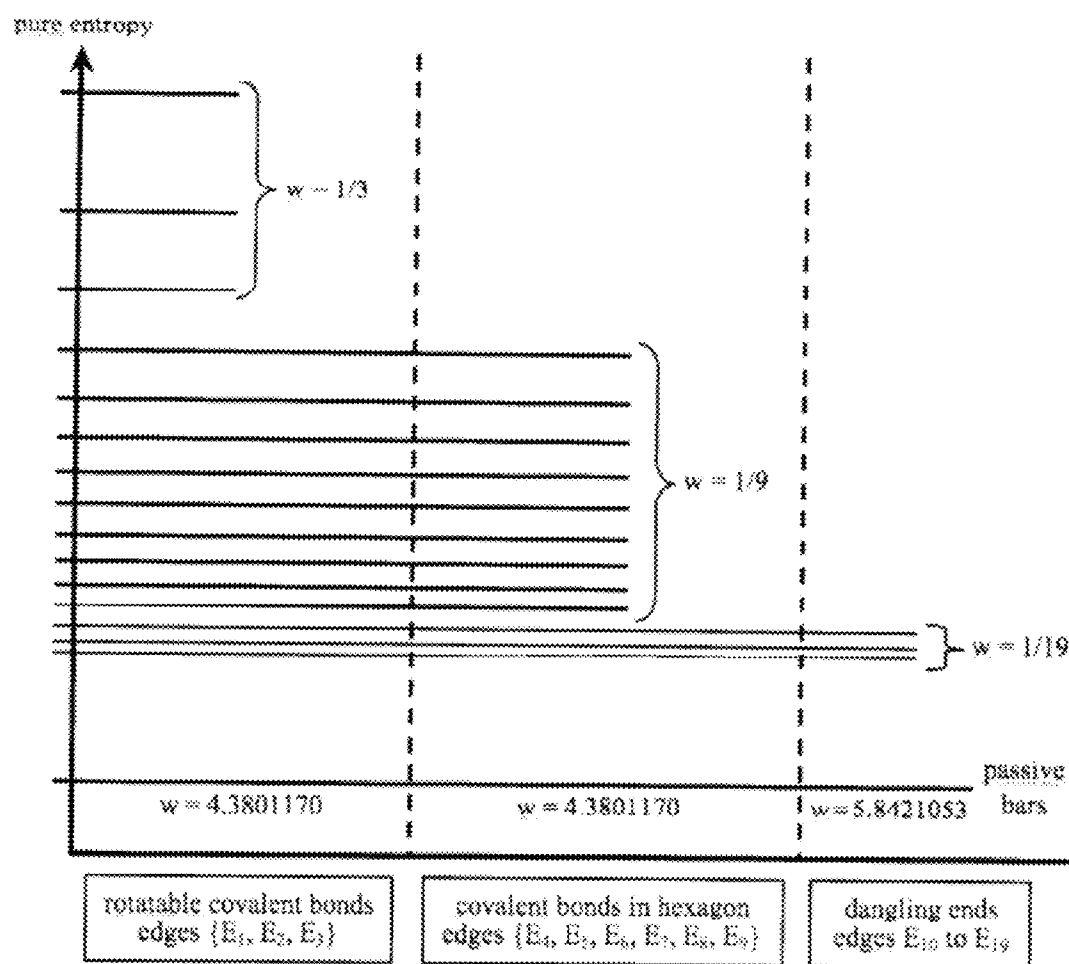 pure entropy
w = 1/3
w = 1/9
w = 1/19
passive
bars
w = 4.3801170
w = 4.3801170
w=5.8421053
rotatable covalent bonds
edges {E₁, E₂, E₃}
covalent bonds in hexagon
edges {E₄, E₅, E₆, E₇, E₈, E₉}
dangling ends
edges E₁₀ to E₁₉